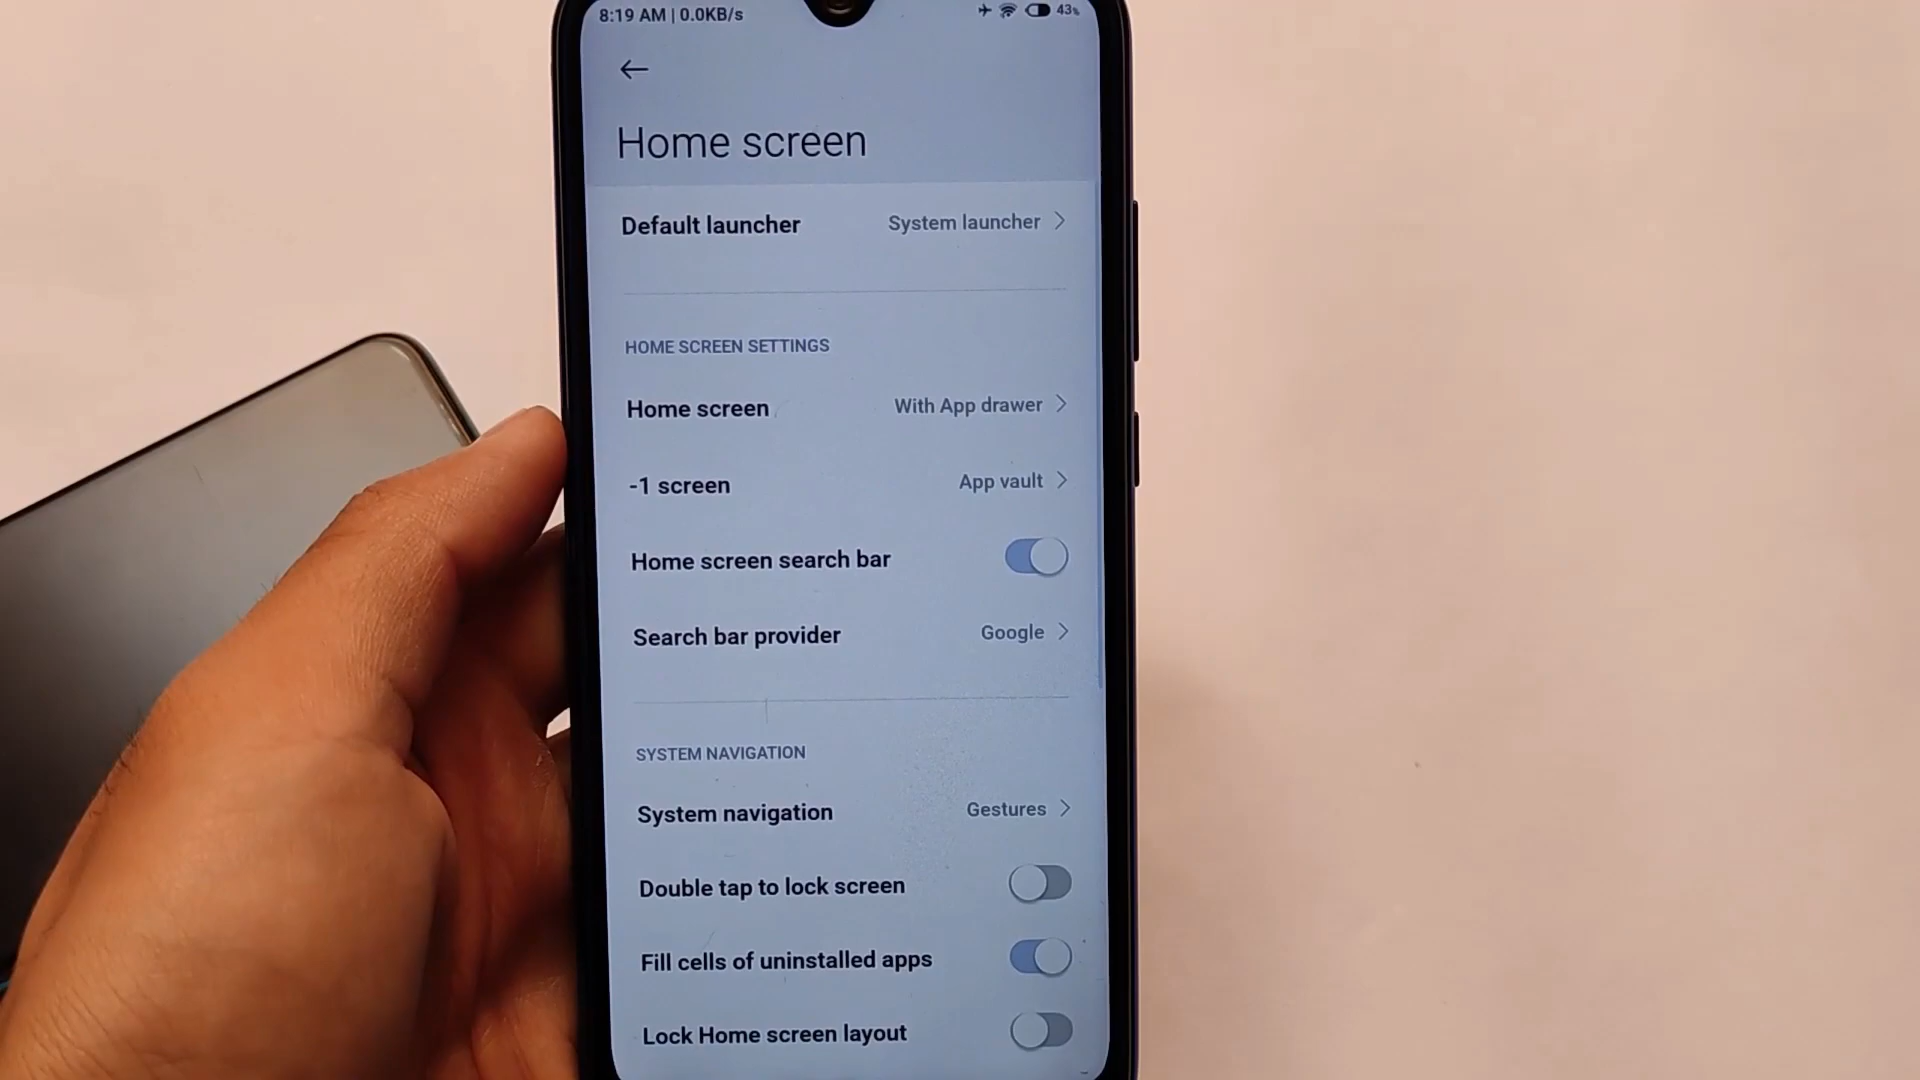 8:19 AM | 0.0KB/s 43%
Home screen
Default launcher System launcher
HOME SCREEN SETTINGS
Home screen With App drawer
-1 screen App vault
Home screen search bar
Search bar provider Google
SYSTEM NAVIGATION
System navigation Gestures
Double tap to lock screen
Fill cells of uninstalled apps
Lock Home screen layout